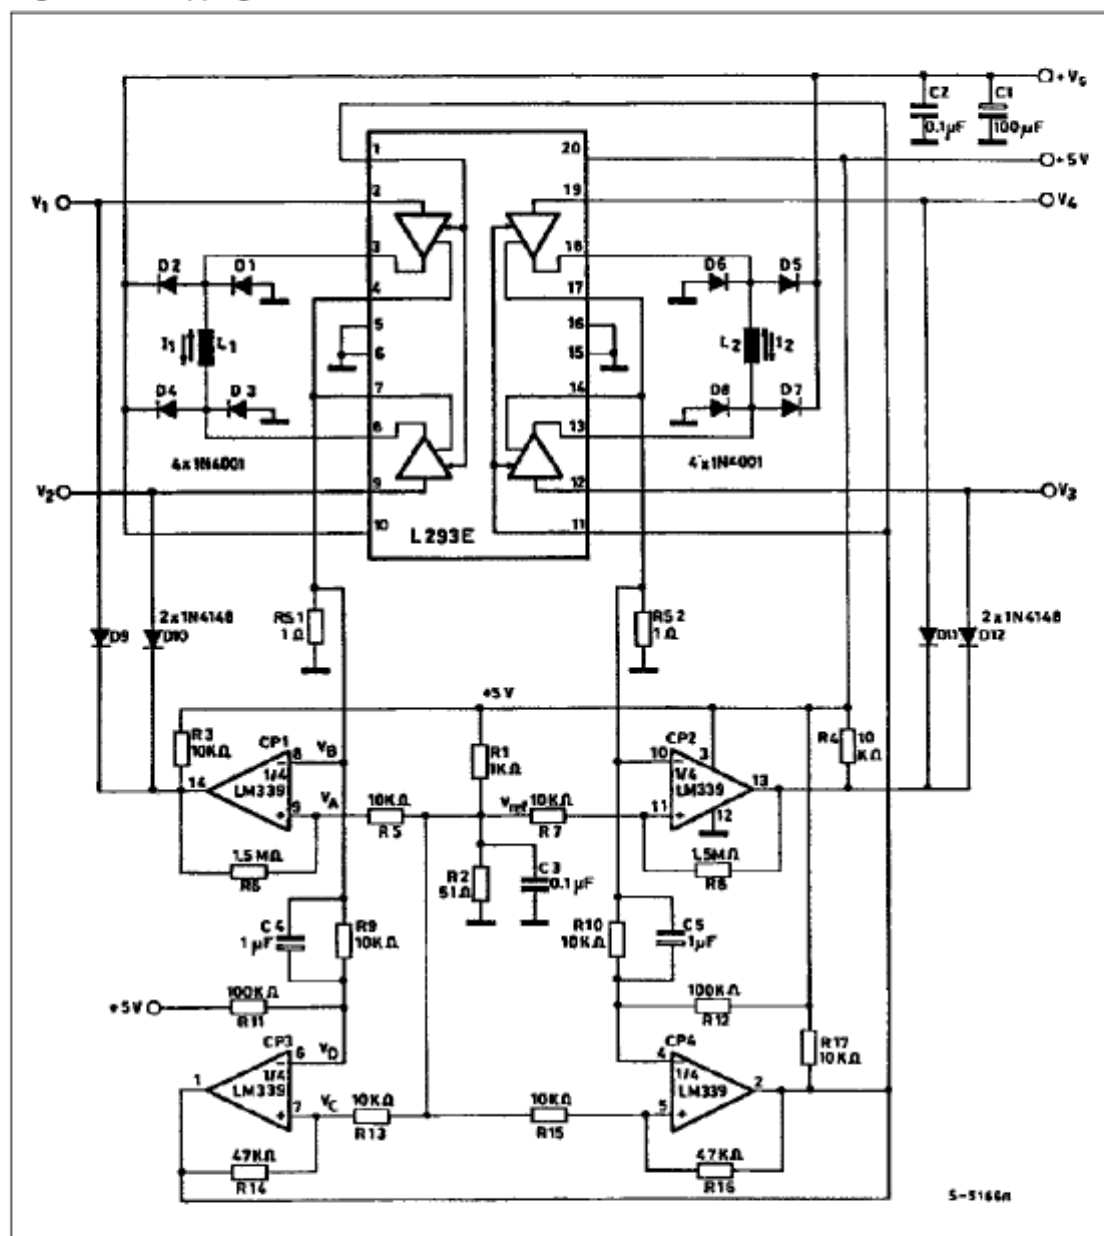 +Vs
C2
0.1µF
C1
100µF
+5V
V1
V4
1
2
3
4
5
6
7
8
9
10
20
19
18
17
16
15
14
13
12
11
L293E
D2
D1
I1
L1
D4
D3
4x1N4001
V2
D6
D5
L2
I2
D8
D7
4x1N4001
V3
2x1N4148
D9
D10
RS1
1Ω
RS2
1Ω
2x1N4148
D11
D12
+5V
R3
10KΩ
CP1
VB
8
14
1/4
LM339
9
VA
10KΩ
R5
R1
1KΩ
Vref
10KΩ
R7
CP2
10
3
1/4
LM339
13
11
12
R4
10
KΩ
1.5MΩ
R6
R2
51Ω
C3
0.1µF
1.5MΩ
R8
C4
1µF
R9
10KΩ
R10
10KΩ
C5
1µF
+5V
100KΩ
R11
100KΩ
R12
R17
10KΩ
CP3
VD
6
1
1/4
LM339
7
VC
10KΩ
R13
10KΩ
R15
CP4
4
1/4
LM339
2
5
47KΩ
R14
47KΩ
R16